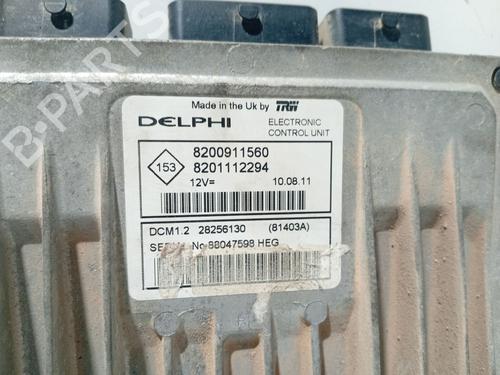 B-PARTS
Made in the Uk by TRW
DELPHI
ELECTRONIC
CONTROL UNIT
153
8200911560
8201112294
12V=
10.08.11
DCM1.2 28256130 (81403A)
No 88047598 HEG